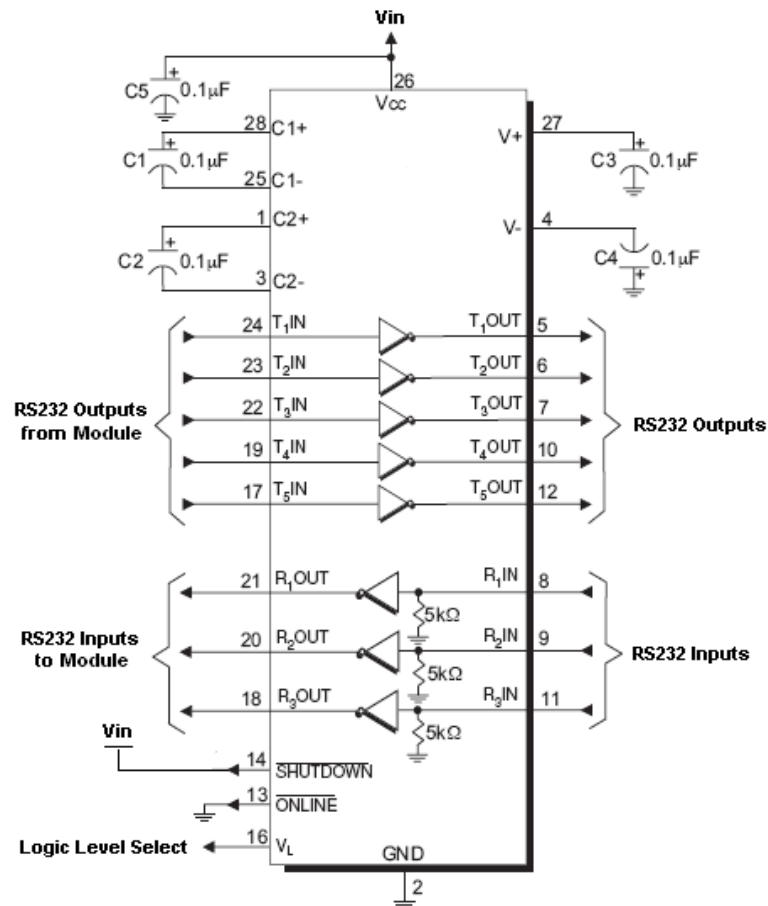 Vin
26
VCC
C5 + 0.1µF
28 C1+
C1 + 0.1µF
25 C1-
1 C2+
C2 + 0.1µF
3 C2-
V+ 27
C3 + 0.1µF
V- 4
C4 0.1µF +
24 T1IN T1OUT 5
23 T2IN T2OUT 6
22 T3IN T3OUT 7
19 T4IN T4OUT 10
17 T5IN T5OUT 12
RS232 Outputs
from Module
RS232 Outputs
21 R1OUT R1IN 8
5kΩ
20 R2OUT R2IN 9
5kΩ
18 R3OUT R3IN 11
5kΩ
RS232 Inputs
to Module
RS232 Inputs
Vin
14 SHUTDOWN
13 ONLINE
Logic Level Select 16 VL
GND
2